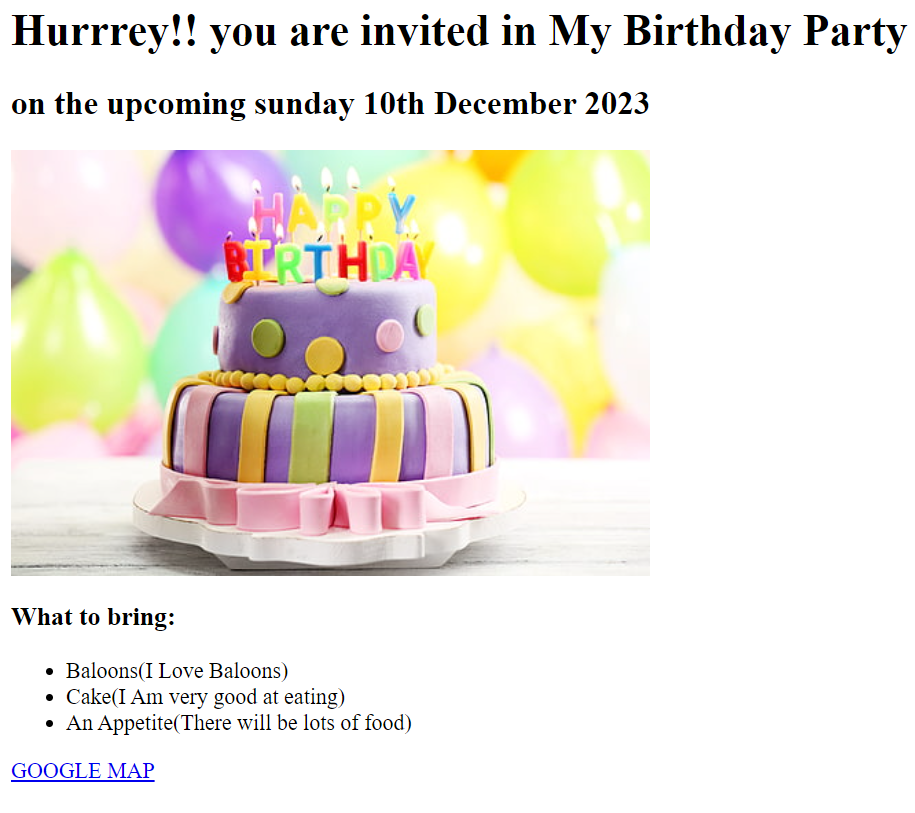 Hurrrey!! you are invited in My Birthday Party
on the upcoming sunday 10th December 2023
HAPPY
BIRTHDAY
What to bring:
Baloons(I Love Baloons)
Cake(I Am very good at eating)
An Appetite(There will be lots of food)
GOOGLE MAP